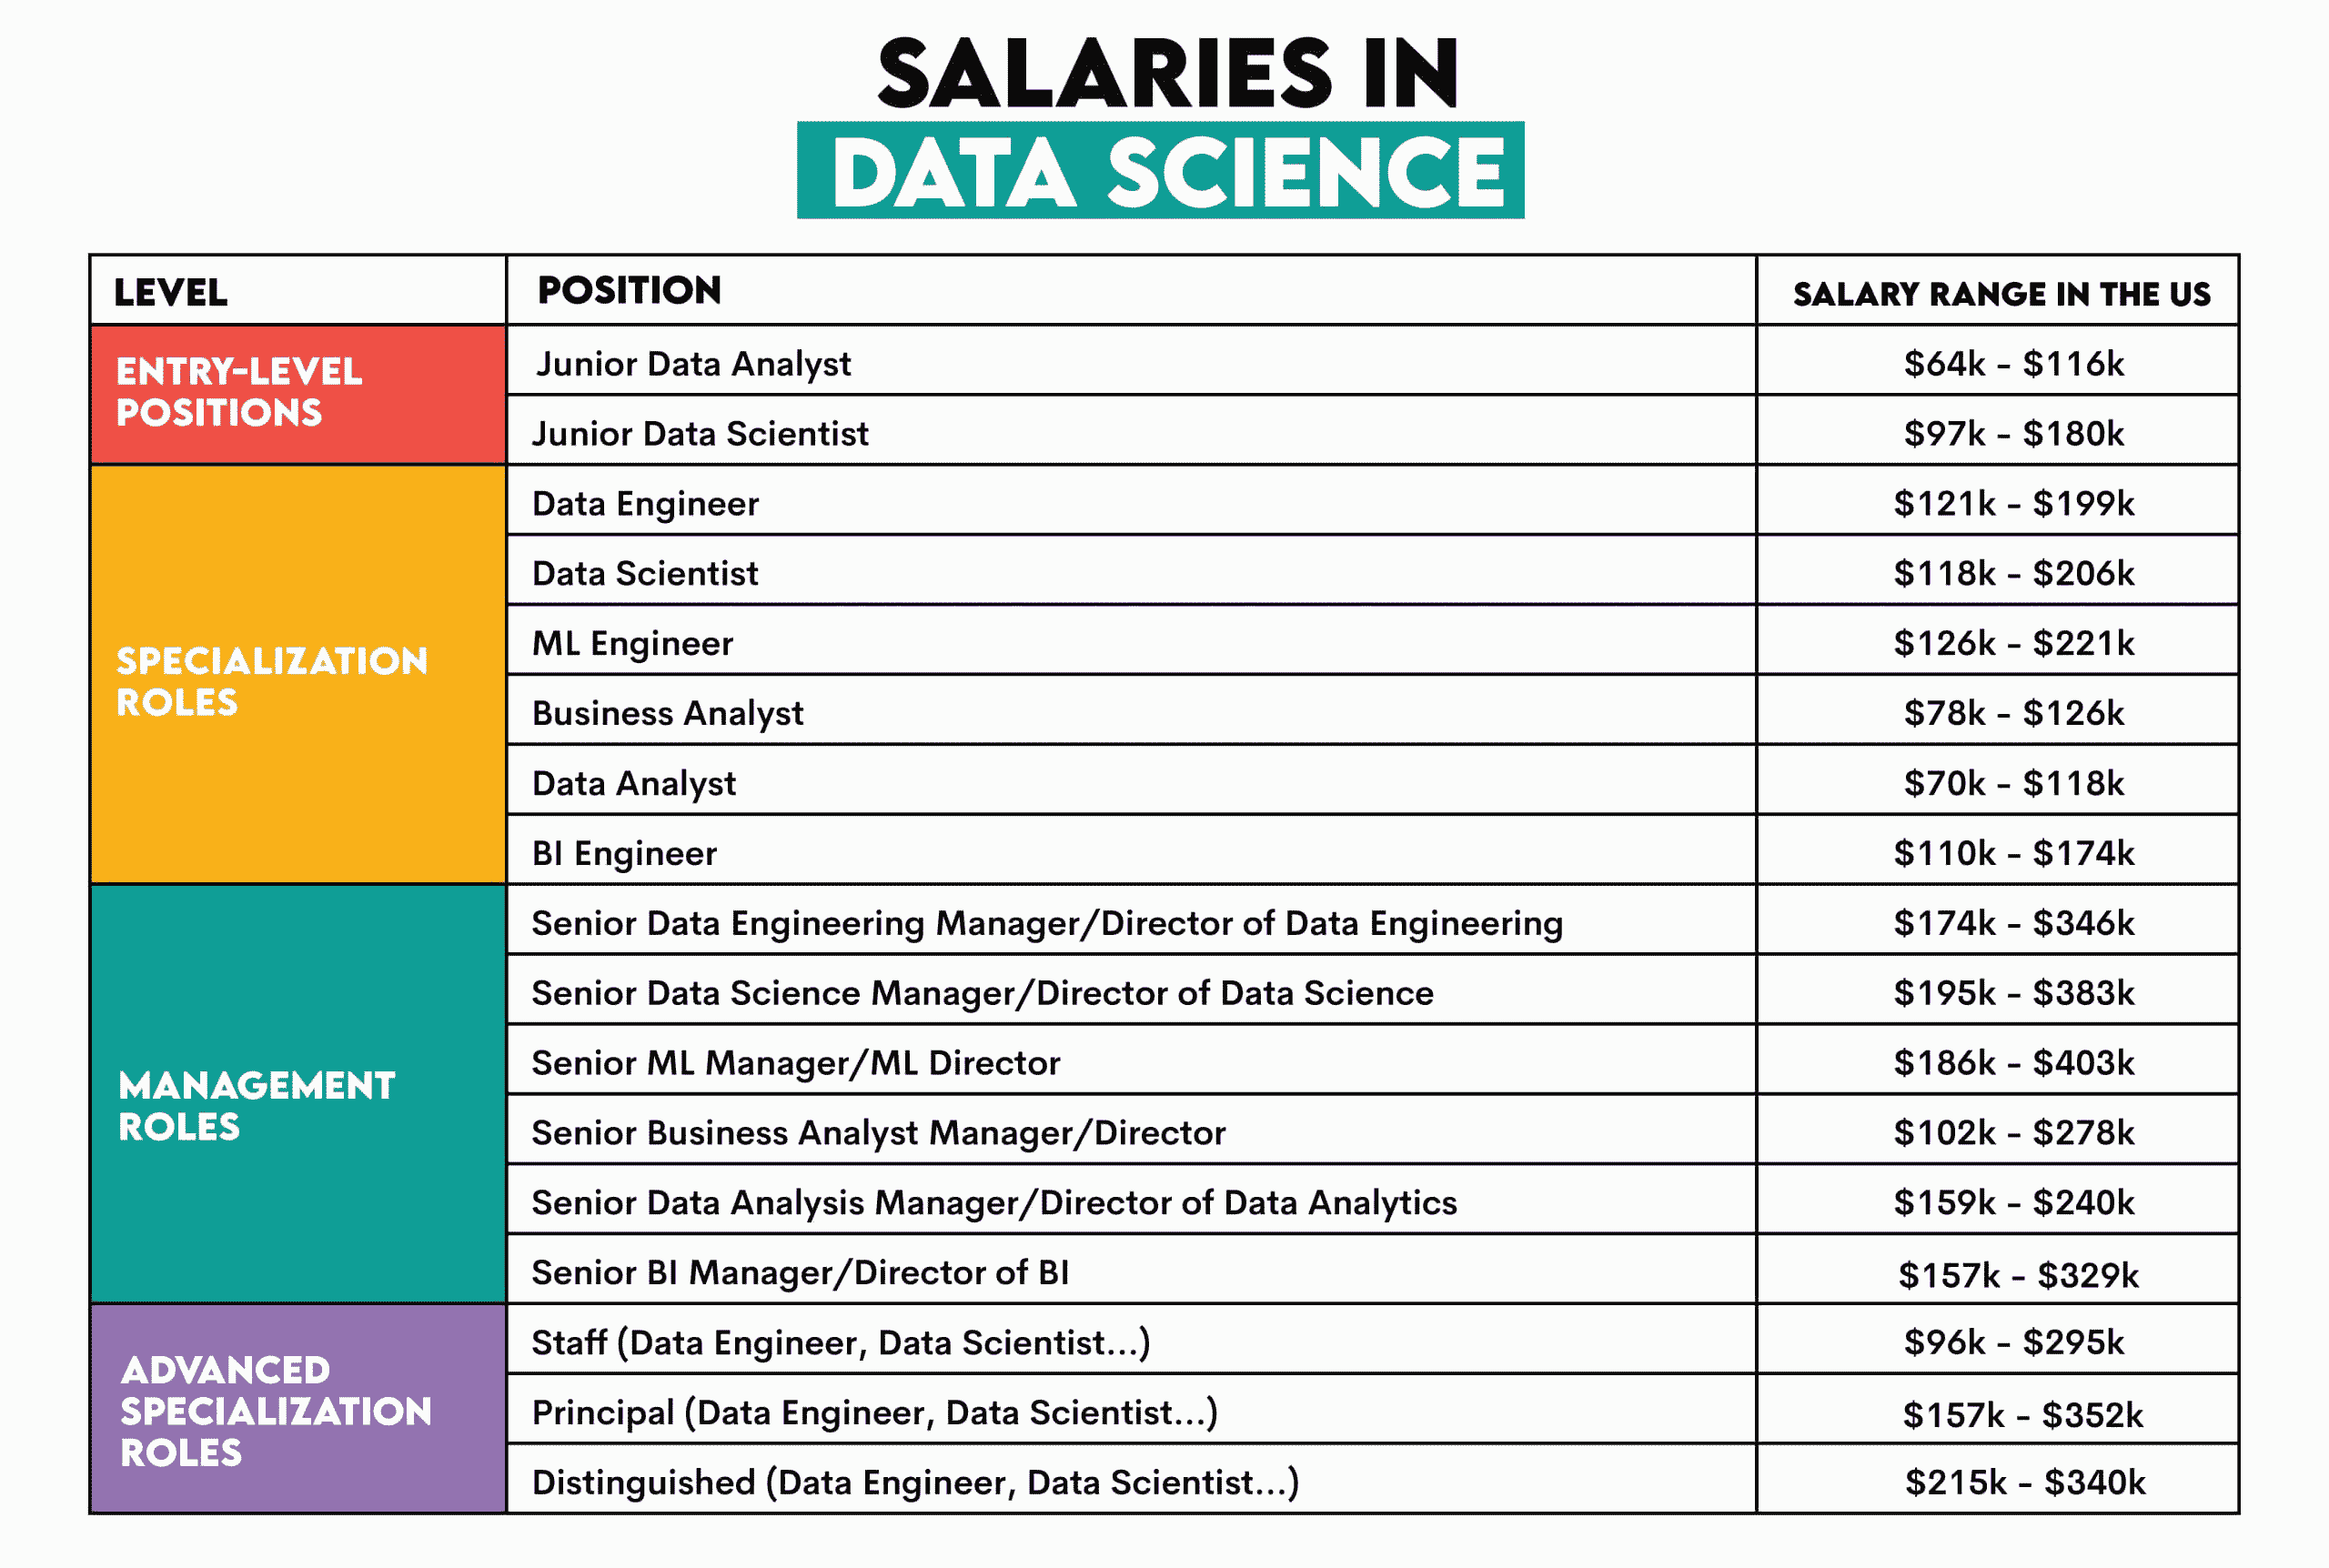 SALARIES IN
DATA SCIENCE
LEVEL POSITION SALARY RANGE IN THE US
ENTRY-LEVEL
POSITIONS
Junior Data Analyst $64k - $116k
Junior Data Scientist $97k - $180k
SPECIALIZATION
ROLES
Data Engineer $121k - $199k
Data Scientist $118k - $206k
ML Engineer $126k - $221k
Business Analyst $78k - $126k
Data Analyst $70k - $118k
BI Engineer $110k - $174k
MANAGEMENT
ROLES
Senior Data Engineering Manager/Director of Data Engineering $174k - $346k
Senior Data Science Manager/Director of Data Science $195k - $383k
Senior ML Manager/ML Director $186k - $403k
Senior Business Analyst Manager/Director $102k - $278k
Senior Data Analysis Manager/Director of Data Analytics $159k - $240k
Senior BI Manager/Director of BI $157k - $329k
ADVANCED
SPECIALIZATION
ROLES
Staff (Data Engineer, Data Scientist...) $96k - $295k
Principal (Data Engineer, Data Scientist...) $157k - $352k
Distinguished (Data Engineer, Data Scientist...) $215k - $340k